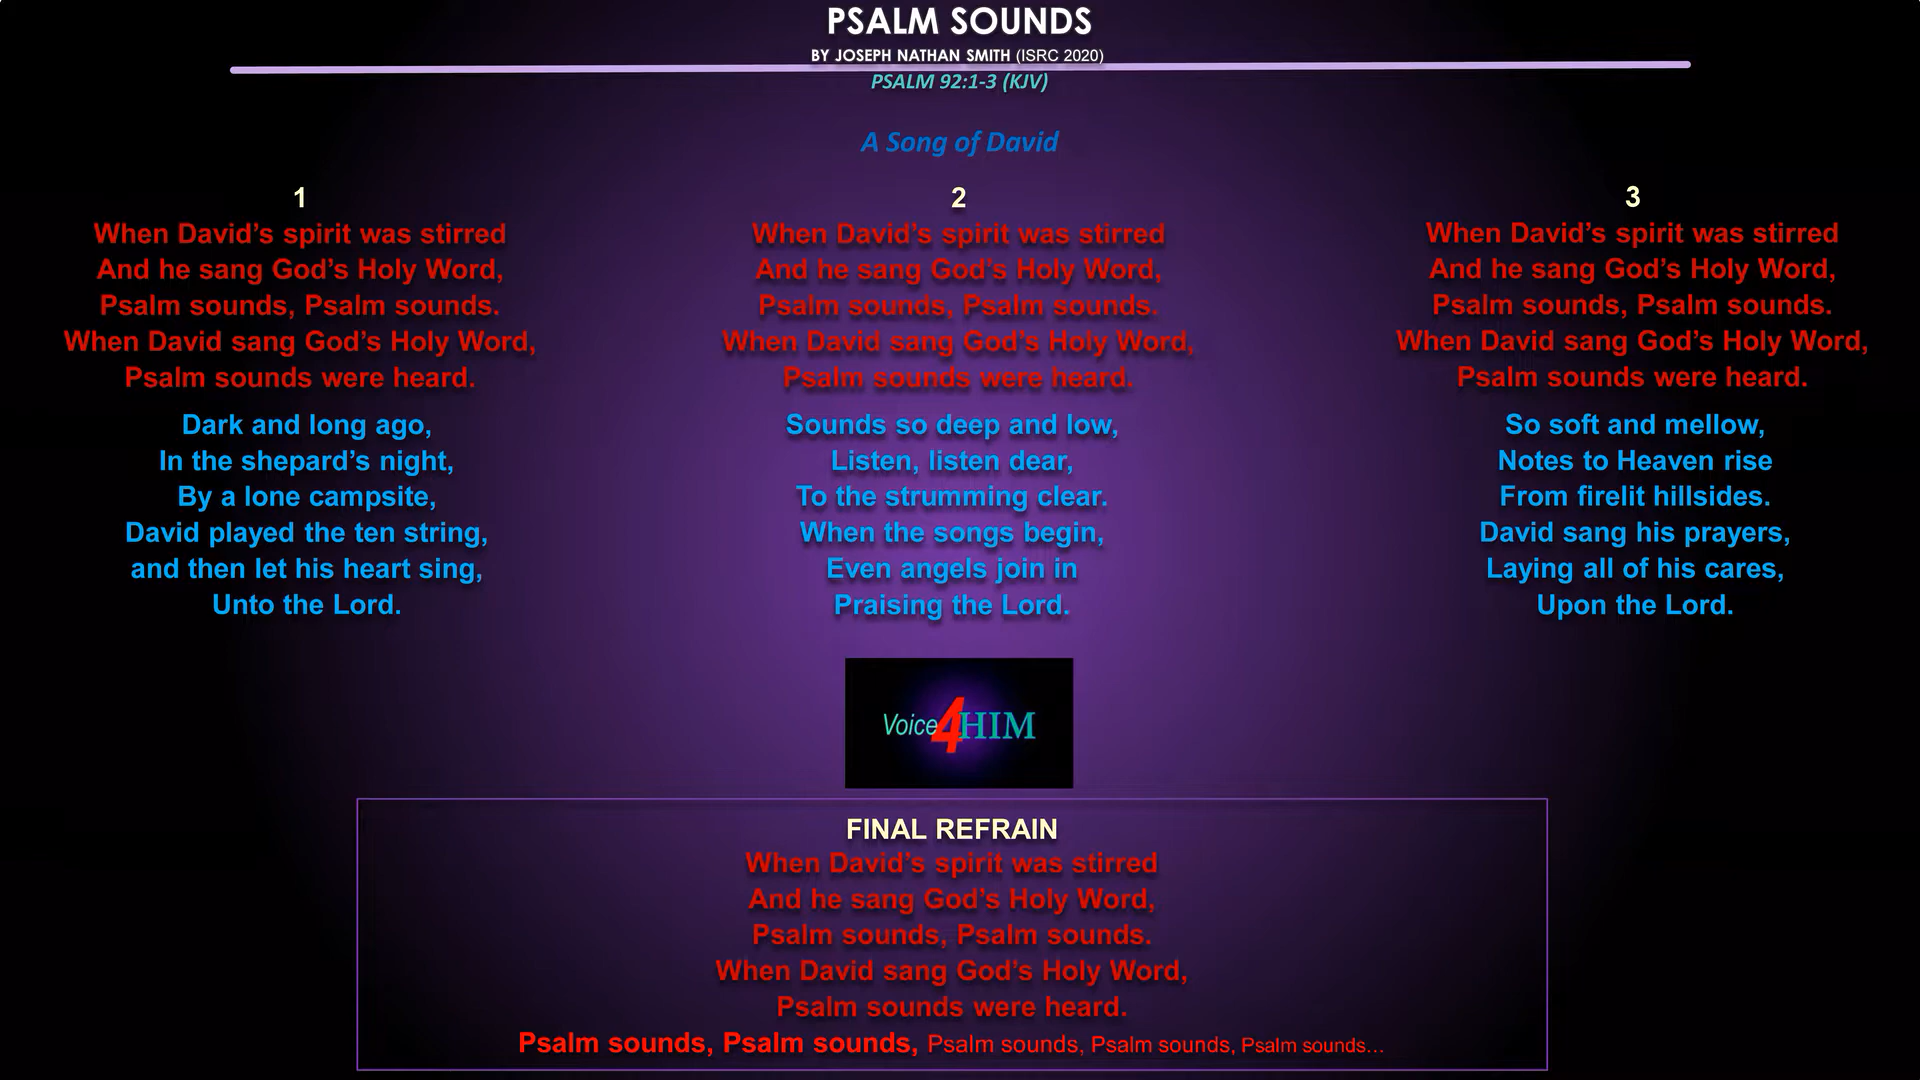 PSALM SOUNDS
BY JOSEPH NATHAN SMITH (ISRC 2020)
PSALM 92:1-3 (KJV)
A Song of David
1
When David’s spirit was stirred
And he sang God’s Holy Word,
Psalm sounds, Psalm sounds.
When David sang God’s Holy Word,
Psalm sounds were heard.
Dark and long ago,
In the shepard’s night,
By a lone campsite,
David played the ten string,
and then let his heart sing,
Unto the Lord.
2
When David’s spirit was stirred
And he sang God’s Holy Word,
Psalm sounds, Psalm sounds.
When David sang God’s Holy Word,
Psalm sounds were heard.
Sounds so deep and low,
Listen, listen dear,
To the strumming clear.
When the songs begin,
Even angels join in
Praising the Lord.
3
When David’s spirit was stirred
And he sang God’s Holy Word,
Psalm sounds, Psalm sounds.
When David sang God’s Holy Word,
Psalm sounds were heard.
So soft and mellow,
Notes to Heaven rise
From firelit hillsides.
David sang his prayers,
Laying all of his cares,
Upon the Lord.
Voice4HIM
FINAL REFRAIN
When David’s spirit was stirred
And he sang God’s Holy Word,
Psalm sounds, Psalm sounds.
When David sang God’s Holy Word,
Psalm sounds were heard.
Psalm sounds, Psalm sounds, Psalm sounds, Psalm sounds, Psalm sounds…